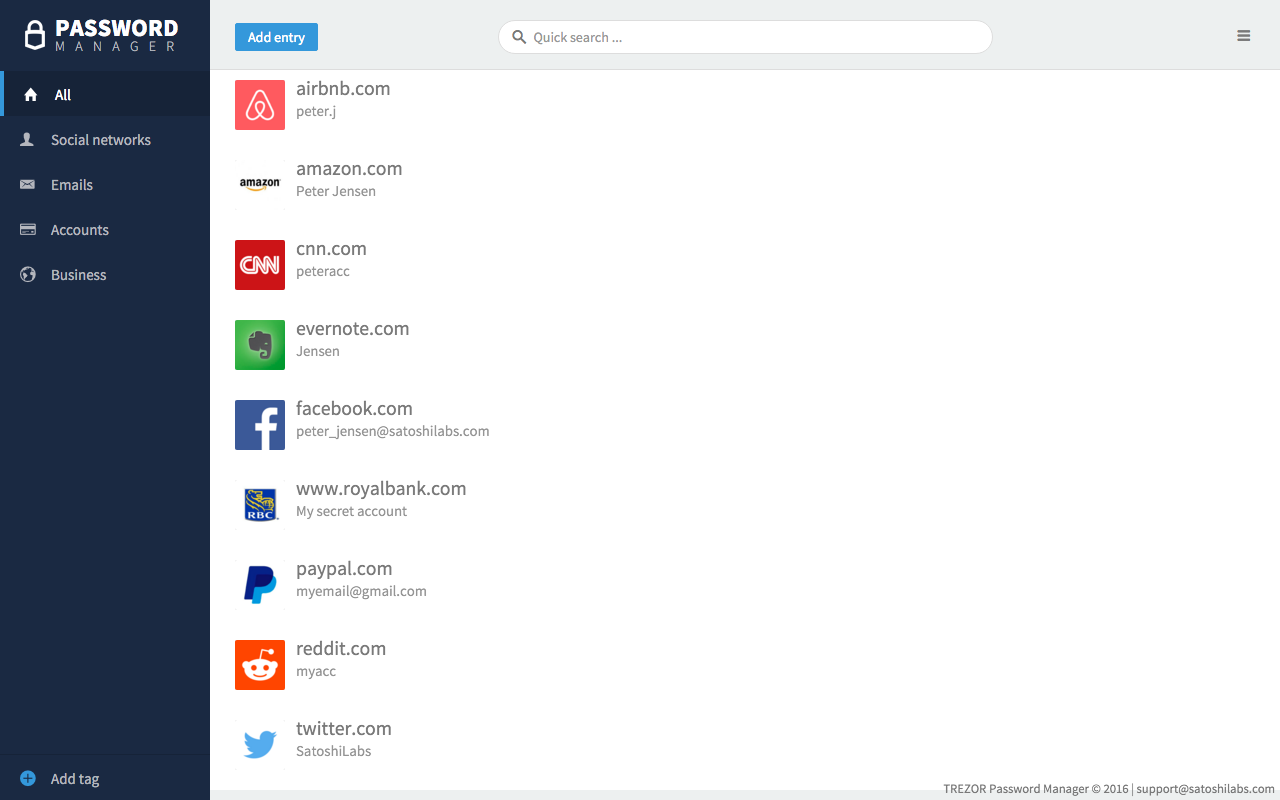 PASSWORD
MANAGER
All
Social networks
Emails
Accounts
Business
Add tag
Add entry
Quick search ...
airbnb.com
peter.j
amazon
amazon.com
Peter Jensen
CNN
cnn.com
peteracc
evernote.com
Jensen
f
facebook.com
peter_jensen@satoshilabs.com
RBC
www.royalbank.com
My secret account
paypal.com
myemail@gmail.com
reddit.com
myacc
twitter.com
SatoshiLabs
TREZOR Password Manager © 2016 | support@satoshilabs.com